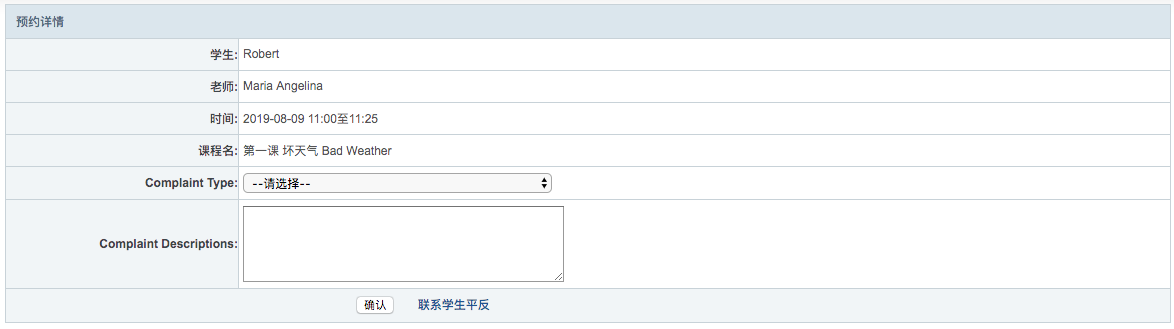 预约详情
学生: Robert
老师: Maria Angelina
时间: 2019-08-09 11:00至11:25
课程名: 第一课 坏天气 Bad Weather
Complaint Type: --请选择--
Complaint Descriptions:
确认 联系学生平反